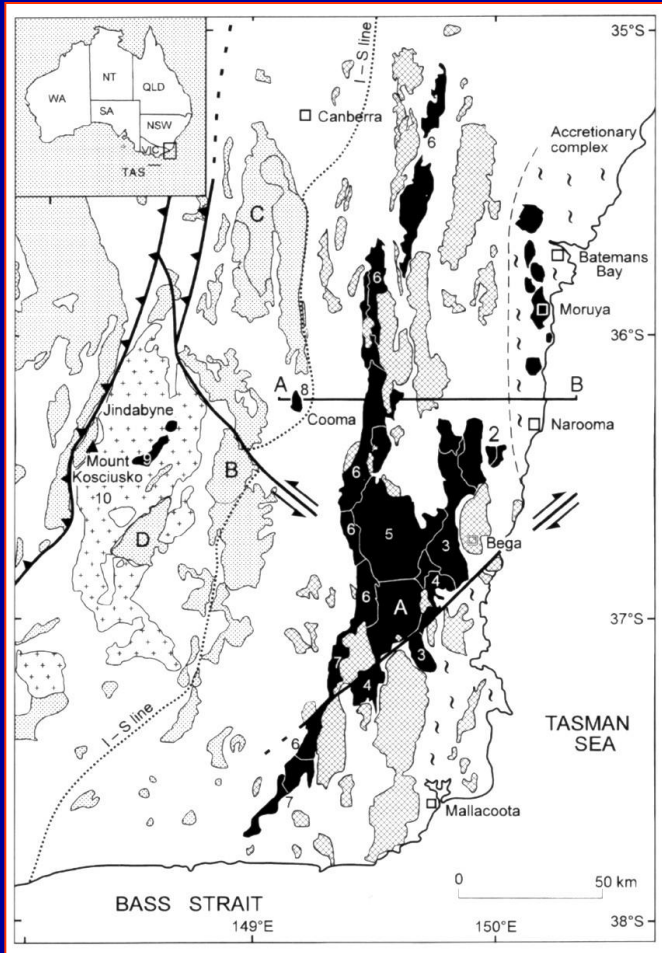 WA
NT
QLD
SA
NSW
VIC
TAS
I – S line
35°S
Canberra
6
Accretionary
complex
C
Batemans
Bay
6
Moruya
36°S
A
8
B
Cooma
Jindabyne
9
Mount
Kosciusko
10
2
Narooma
B
6
D
6
5
3
Bega
4
6
A
37°S
7
3
4
I – S line
TASMAN
SEA
6
7
Mallacoota
0
50 km
BASS STRAIT
149°E
150°E
38°S